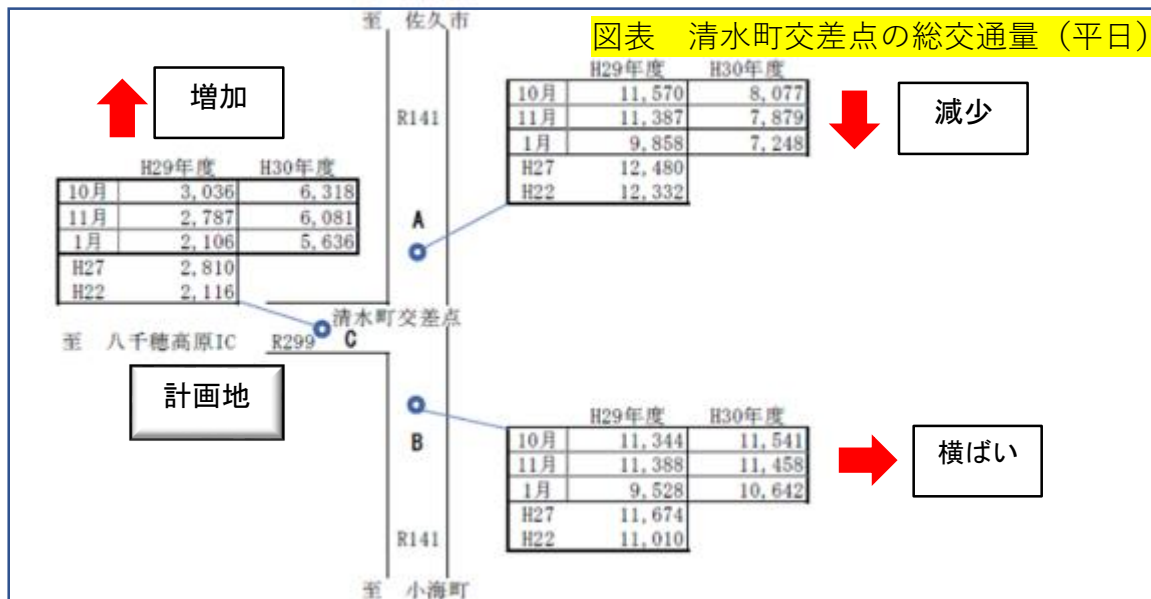 至 佐久市
図表 清水町交差点の総交通量（平日）
増加
R141
H29年度 H30年度
10月 11,570 8,077
11月 11,387 7,879
1月 9,858 7,248
H27 12,480
H22 12,332
減少
H29年度 H30年度
10月 3,036 6,318
11月 2,787 6,081
1月 2,106 5,636
H27 2,810
H22 2,116
A
清水町交差点
至 八千穂高原IC R299 C
計画地
B
H29年度 H30年度
10月 11,344 11,541
11月 11,388 11,458
1月 9,528 10,642
H27 11,674
H22 11,010
横ばい
R141
至 小海町